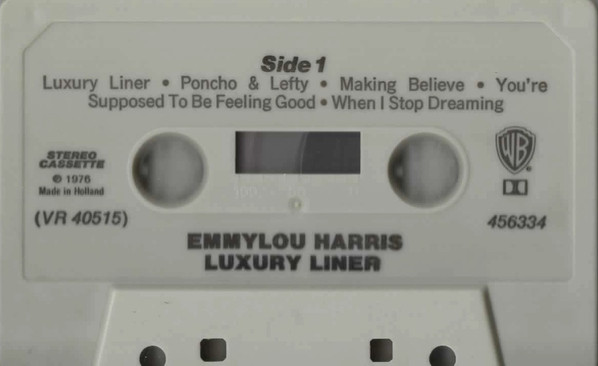 Side 1
Luxury Liner • Poncho & Lefty • Making Believe • You're
Supposed To Be Feeling Good • When I Stop Dreaming
STEREO
CASSETTE
℗ 1976
Made in Holland
(VR 40515)
WB
456334
EMMYLOU HARRIS
LUXURY LINER